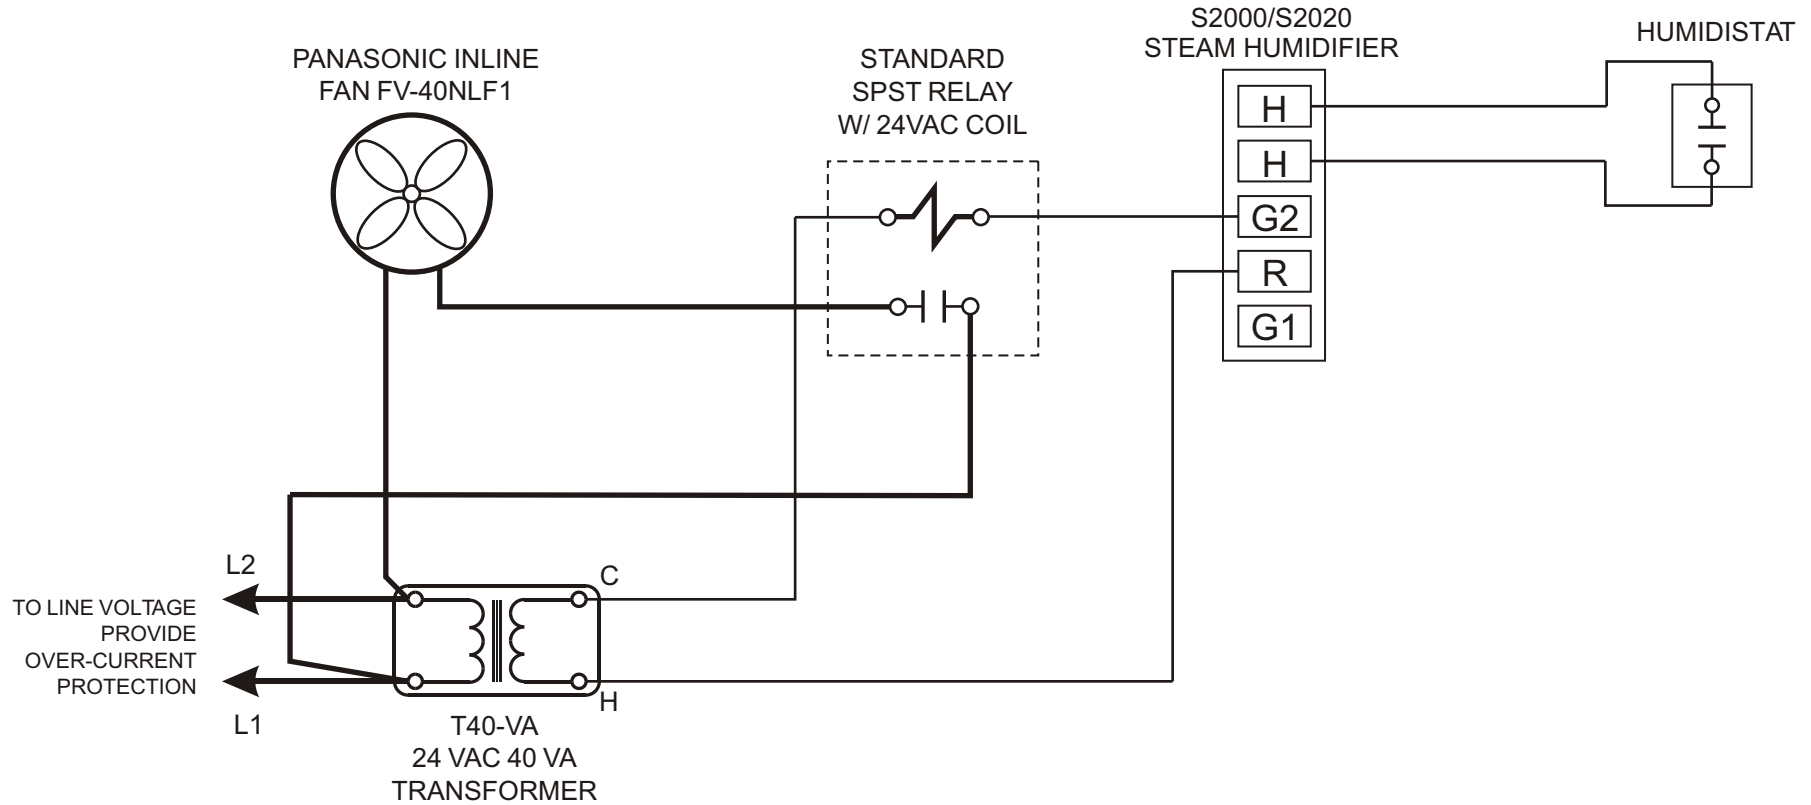 PANASONIC INLINE
FAN FV-40NLF1
STANDARD
SPST RELAY
W/ 24VAC COIL
S2000/S2020
STEAM HUMIDIFIER
HUMIDISTAT
H
H
G2
R
G1
L2
TO LINE VOLTAGE
PROVIDE
OVER-CURRENT
PROTECTION
L1
C
H
T40-VA
24 VAC 40 VA
TRANSFORMER